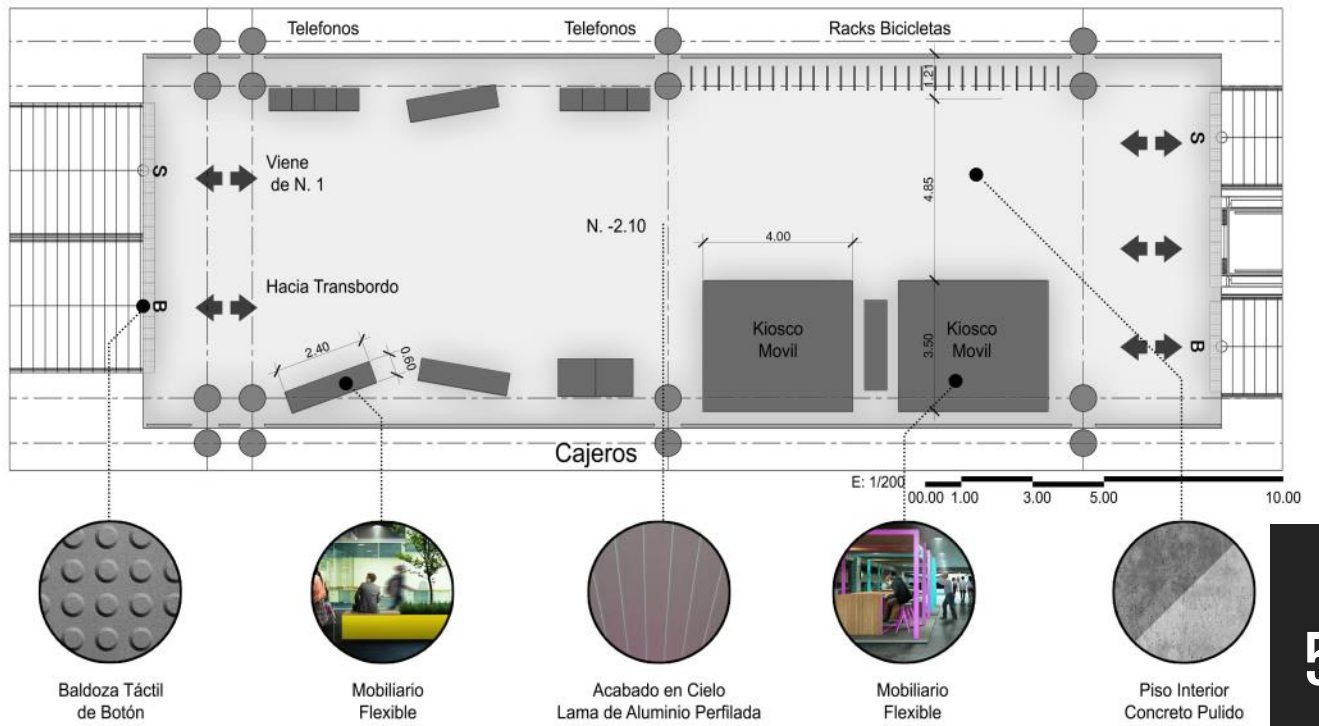 Telefonos
Telefonos
Racks Bicicletas
1.21
S
S
Viene
de N. 1
4.85
N. -2.10
4.00
Hacia Transbordo
B
B
Kiosco
Movil
Kiosco
Movil
3.50
2.40
0.60
Cajeros
E: 1/200
00.00 1.00 3.00 5.00 10.00
Baldoza Táctil
de Botón
Mobiliario
Flexible
Acabado en Cielo
Lama de Aluminio Perfilada
Mobiliario
Flexible
Piso Interior
Concreto Pulido